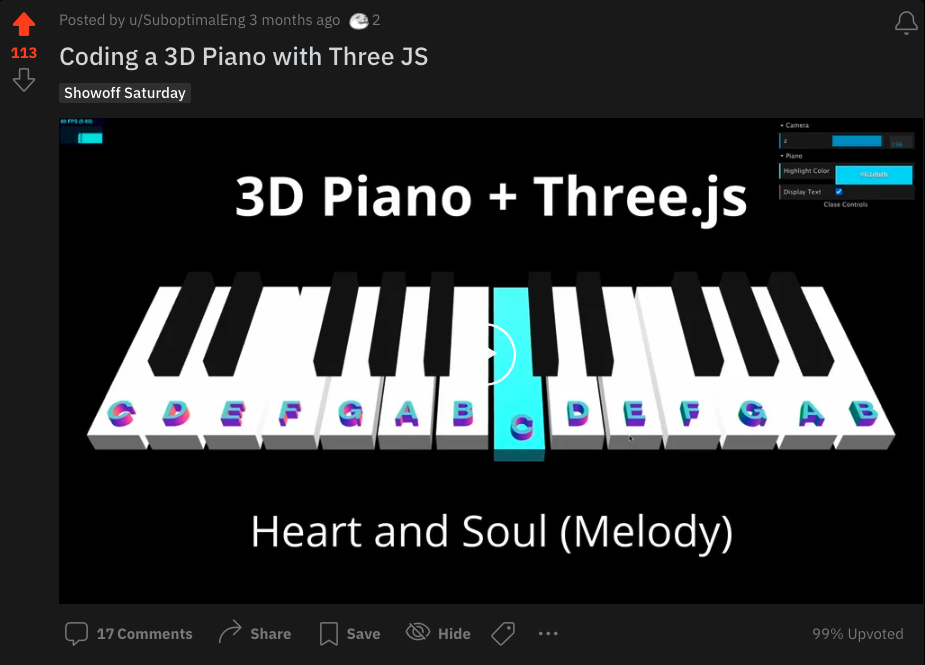 Posted by u/SuboptimalEng 3 months ago 2
113
Coding a 3D Piano with Three JS
Showoff Saturday
60 FPS (0-60)
Camera
z 196
Piano
Highlight Color #61dbfb
Display Text
Close Controls
3D Piano + Three.js
C D E F G A B C D E F G A B
Heart and Soul (Melody)
17 Comments Share Save Hide 99% Upvoted